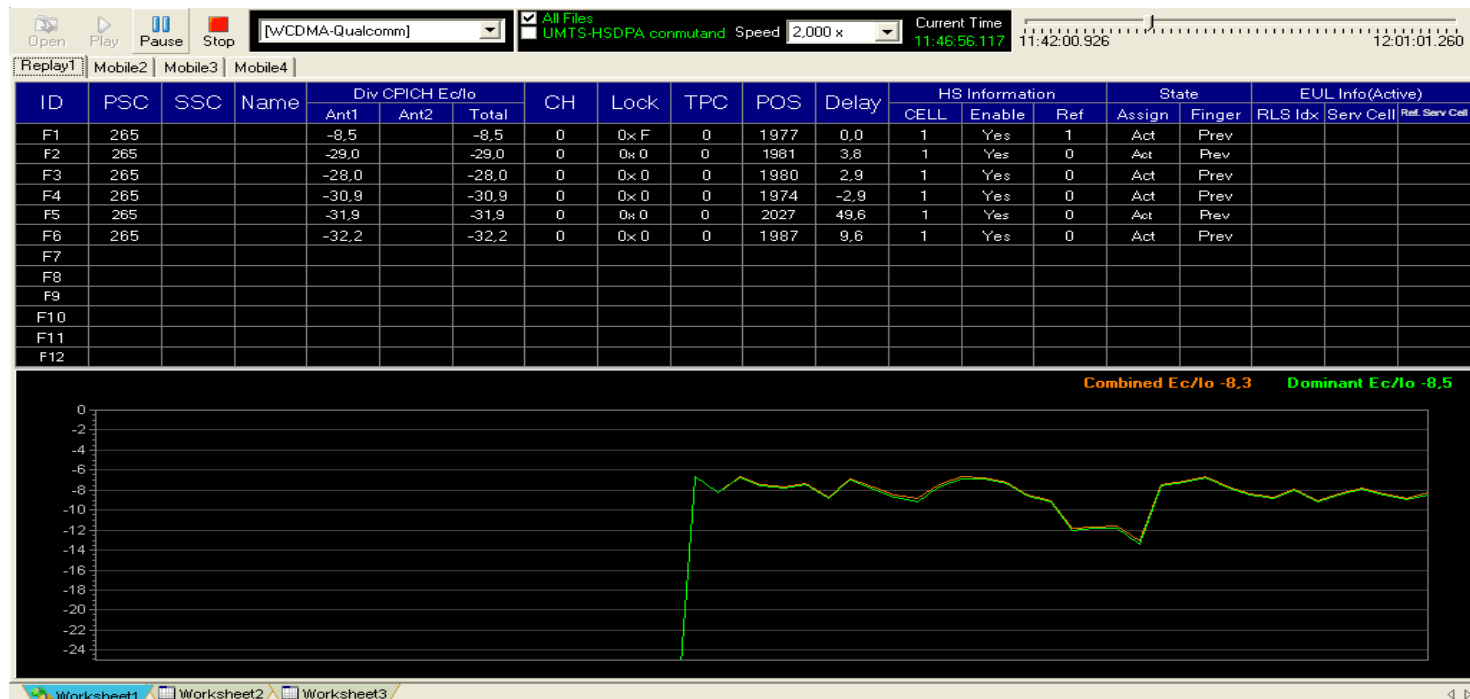 Open Play Pause Stop [WCDMA-Qualcomm] All Files Speed 2,000 x Current Time
UMTS-HSDPA conmutand 11:46:56.117 11:42:00.926 12:01:01.260
Replay1 Mobile2 Mobile3 Mobile4
ID PSC SSC Name Div CPICH Ec/Io CH Lock TPC POS Delay HS Information State EUL Info(Active)
Ant1 Ant2 Total CELL Enable Ref Assign Finger RLS Idx Serv Cell Ref. Serv Cell
F1 265 -8,5 -8,5 0 0x F 0 1977 0,0 1 Yes 1 Act Prev
F2 265 -29,0 -29,0 0 0x 0 0 1981 3,8 1 Yes 0 Act Prev
F3 265 -28,0 -28,0 0 0x 0 0 1980 2,9 1 Yes 0 Act Prev
F4 265 -30,9 -30,9 0 0x 0 0 1974 -2,9 1 Yes 0 Act Prev
F5 265 -31,9 -31,9 0 0x 0 0 2027 49,6 1 Yes 0 Act Prev
F6 265 -32,2 -32,2 0 0x 0 0 1987 9,6 1 Yes 0 Act Prev
F7
F8
F9
F10
F11
F12
Combined Ec/Io -8,3 Dominant Ec/Io -8,5
0
-2
-4
-6
-8
-10
-12
-14
-16
-18
-20
-22
-24
Worksheet1 Worksheet2 Worksheet3